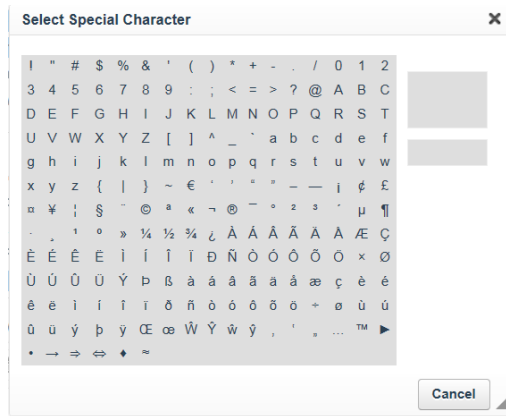 Select Special Character
! " # $ % & ' ( ) * + - . / 0 1 2
3 4 5 6 7 8 9 : ; < = > ? @ A B C
D E F G H I J K L M N O P Q R S T
U V W X Y Z [ ] ^ _ ` a b c d e f
g h i j k l m n o p q r s t u v w
x y z { | } ~ € ‘ ’ “ ” – — ¡ ¢ £
¤ ¥ ¦ § ¨ © ª « ¬ ® ¯ ° ² ³ ´ µ ¶
· ¸ ¹ º » ¼ ½ ¾ ¿ À Á Â Ã Ä Å Æ Ç
È É Ê Ë Ì Í Î Ï Ð Ñ Ò Ó Ô Õ Ö × Ø
Ù Ú Û Ü Ý Þ ß à á â ã ä å æ ç è é
ê ë ì í î ï ð ñ ò ó ô õ ö ÷ ø ù ú
û ü ý þ ÿ Œ œ Ŵ Ŷ ŵ ŷ ‚ ‛ „ … ™ ►
• → ⇒ ⇔ ♦ ≈
Cancel